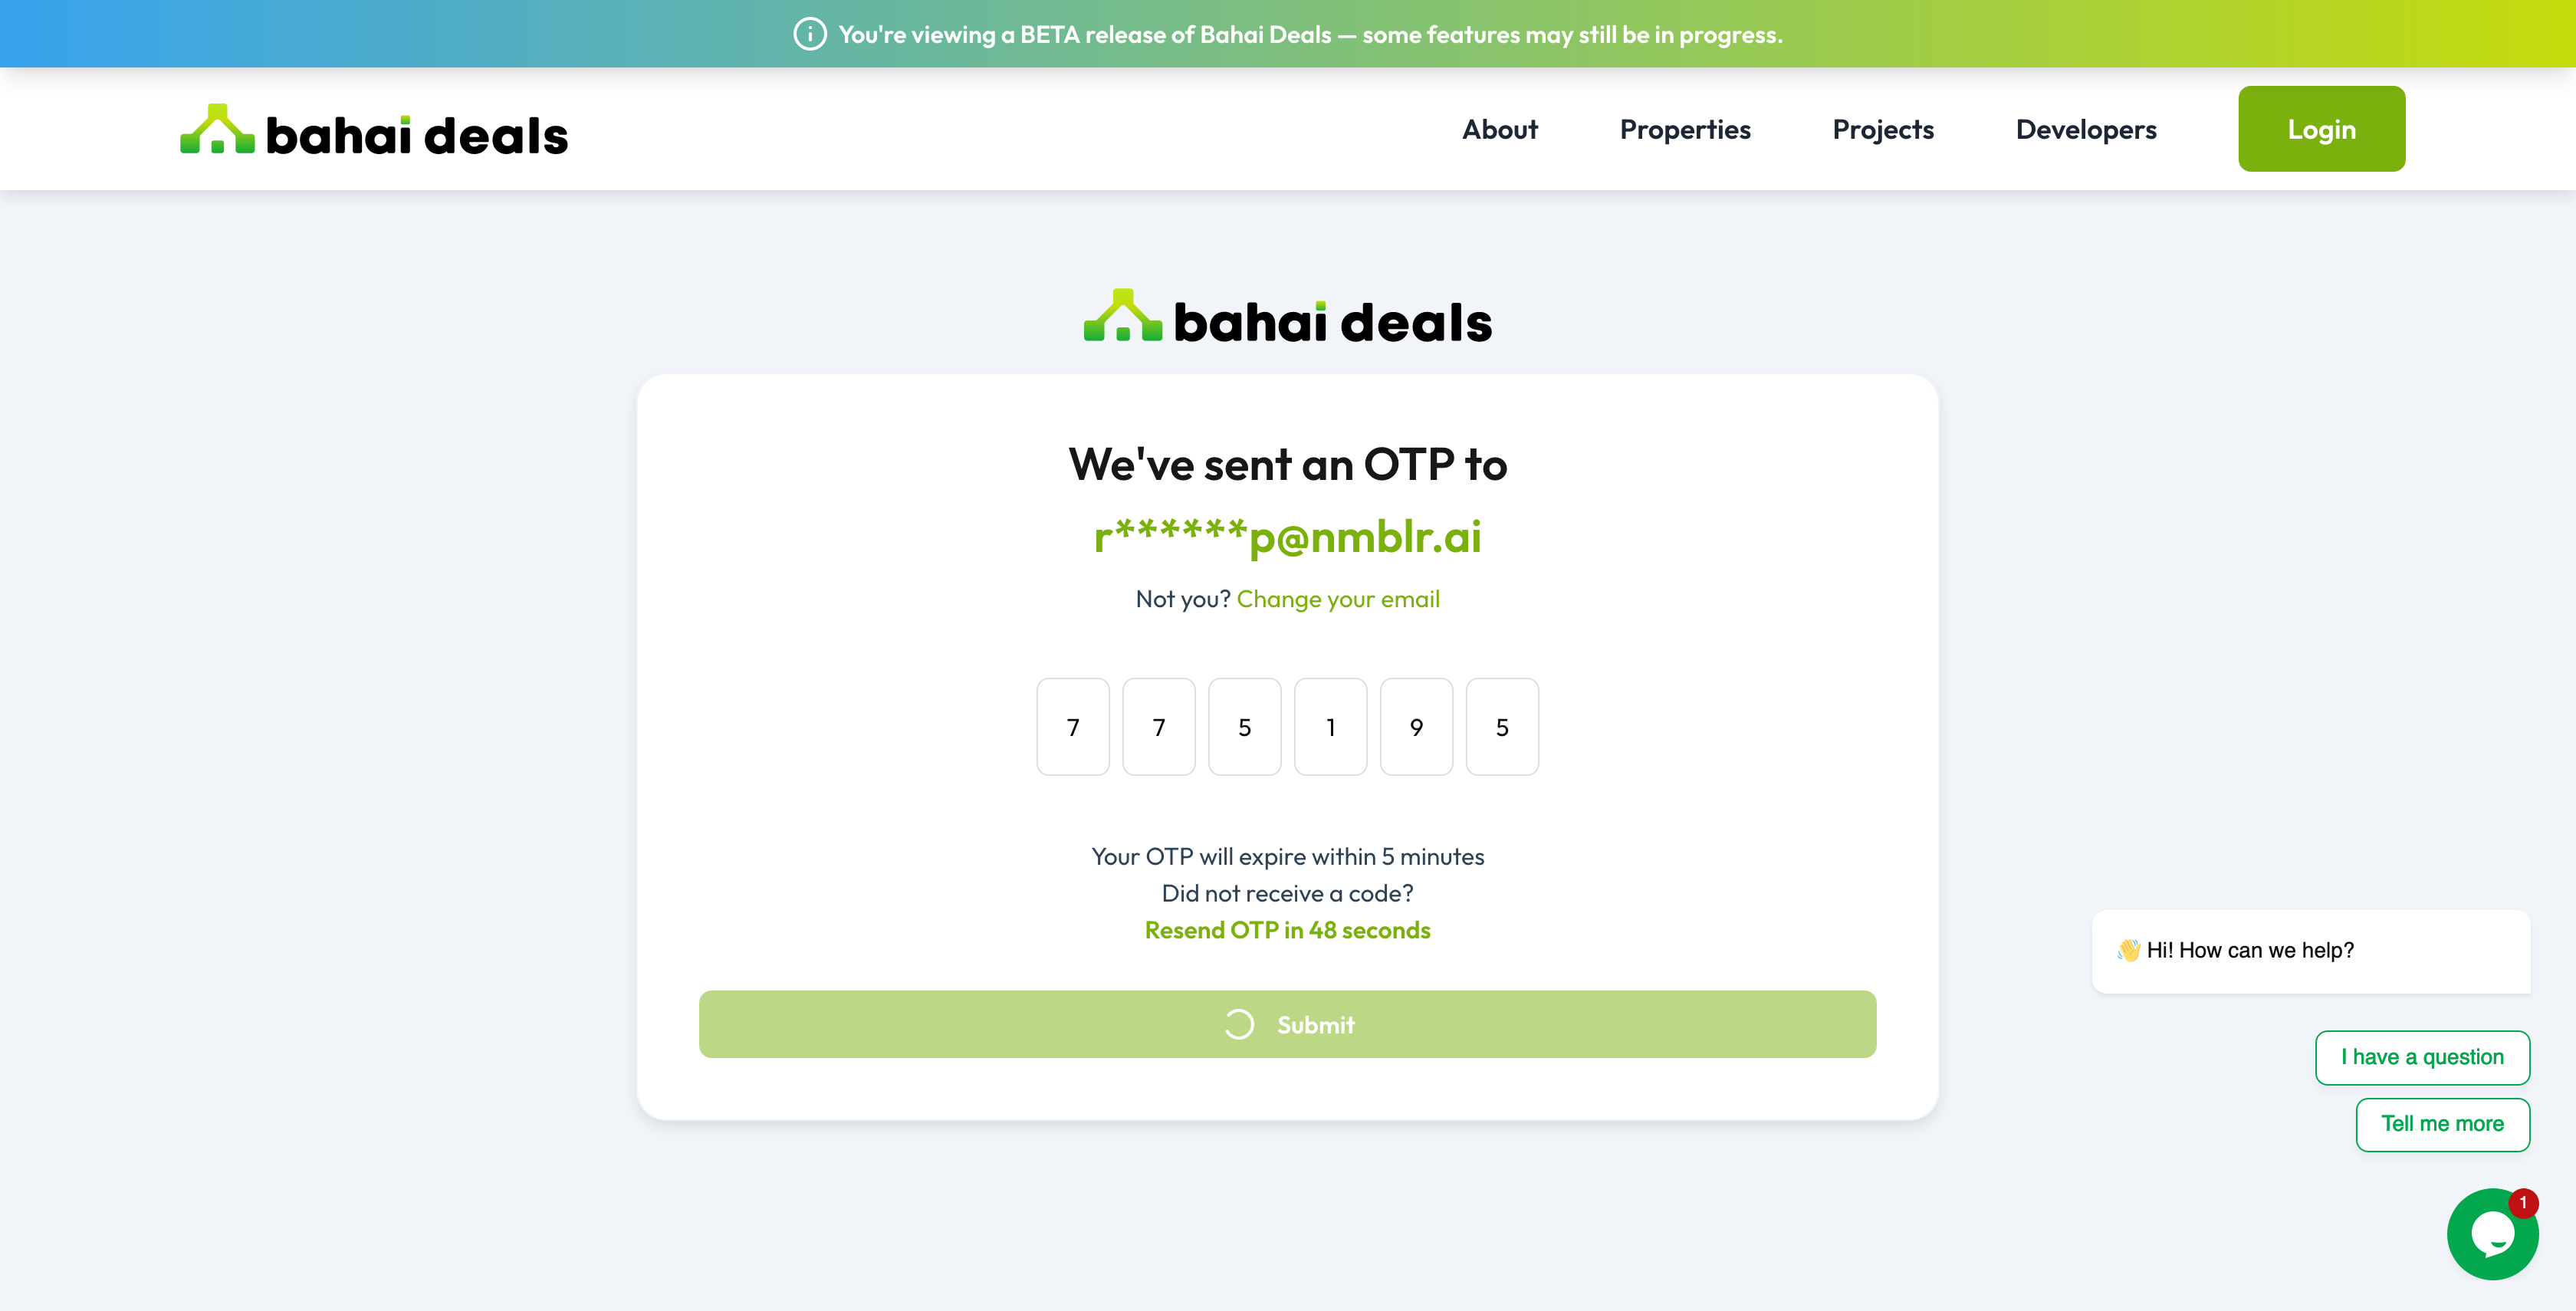 You're viewing a BETA release of Bahai Deals — some features may still be in progress.
bahai deals
About
Properties
Projects
Developers
Login
bahai deals
We've sent an OTP to
r******p@nmblr.ai
Not you? Change your email
7 7 5 1 9 5
Your OTP will expire within 5 minutes
Did not receive a code?
Resend OTP in 48 seconds
Submit
👋 Hi! How can we help?
I have a question
Tell me more
1